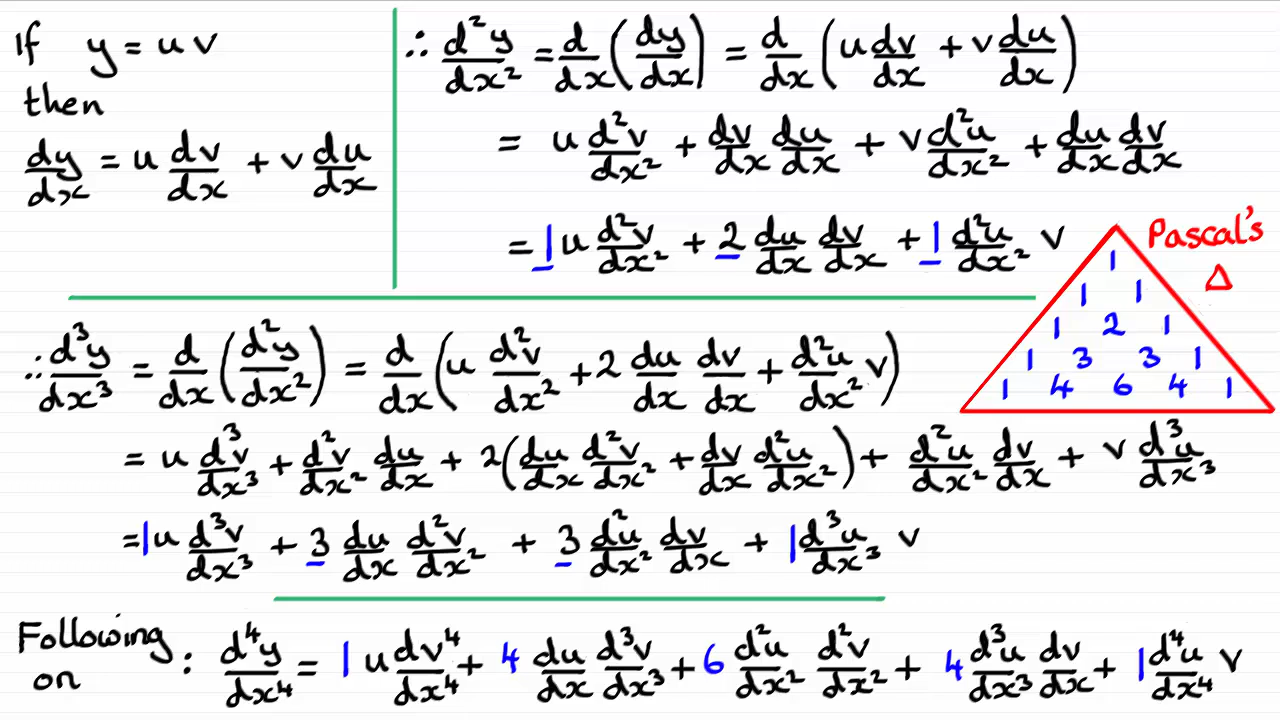 If y = uv
then
dy/dx = u dv/dx + v du/dx
∴ d²y/dx² = d/dx (dy/dx) = d/dx (u dv/dx + v du/dx)
= u d²v/dx² + dv/dx du/dx + v d²u/dx² + du/dx dv/dx
= 1 u d²v/dx² + 2 du/dx dv/dx + 1 d²u/dx² v
Pascal's
Δ
1
1 1
1 2 1
1 3 3 1
1 4 6 4 1
∴ d³y/dx³ = d/dx (d²y/dx²) = d/dx (u d²v/dx² + 2 du/dx dv/dx + d²u/dx² v)
= u d³v/dx³ + d²v/dx² du/dx + 2(du/dx d²v/dx² + dv/dx d²u/dx²) + d²u/dx² dv/dx + v d³u/dx³
= 1 u d³v/dx³ + 3 du/dx d²v/dx² + 3 d²u/dx² dv/dx + 1 d³u/dx³ v
Following
on : d⁴y/dx⁴ = 1 u dv⁴/dx⁴ + 4 du/dx d³v/dx³ + 6 d²u/dx² d²v/dx² + 4 d³u/dx³ dv/dx + 1 d⁴u/dx⁴ v